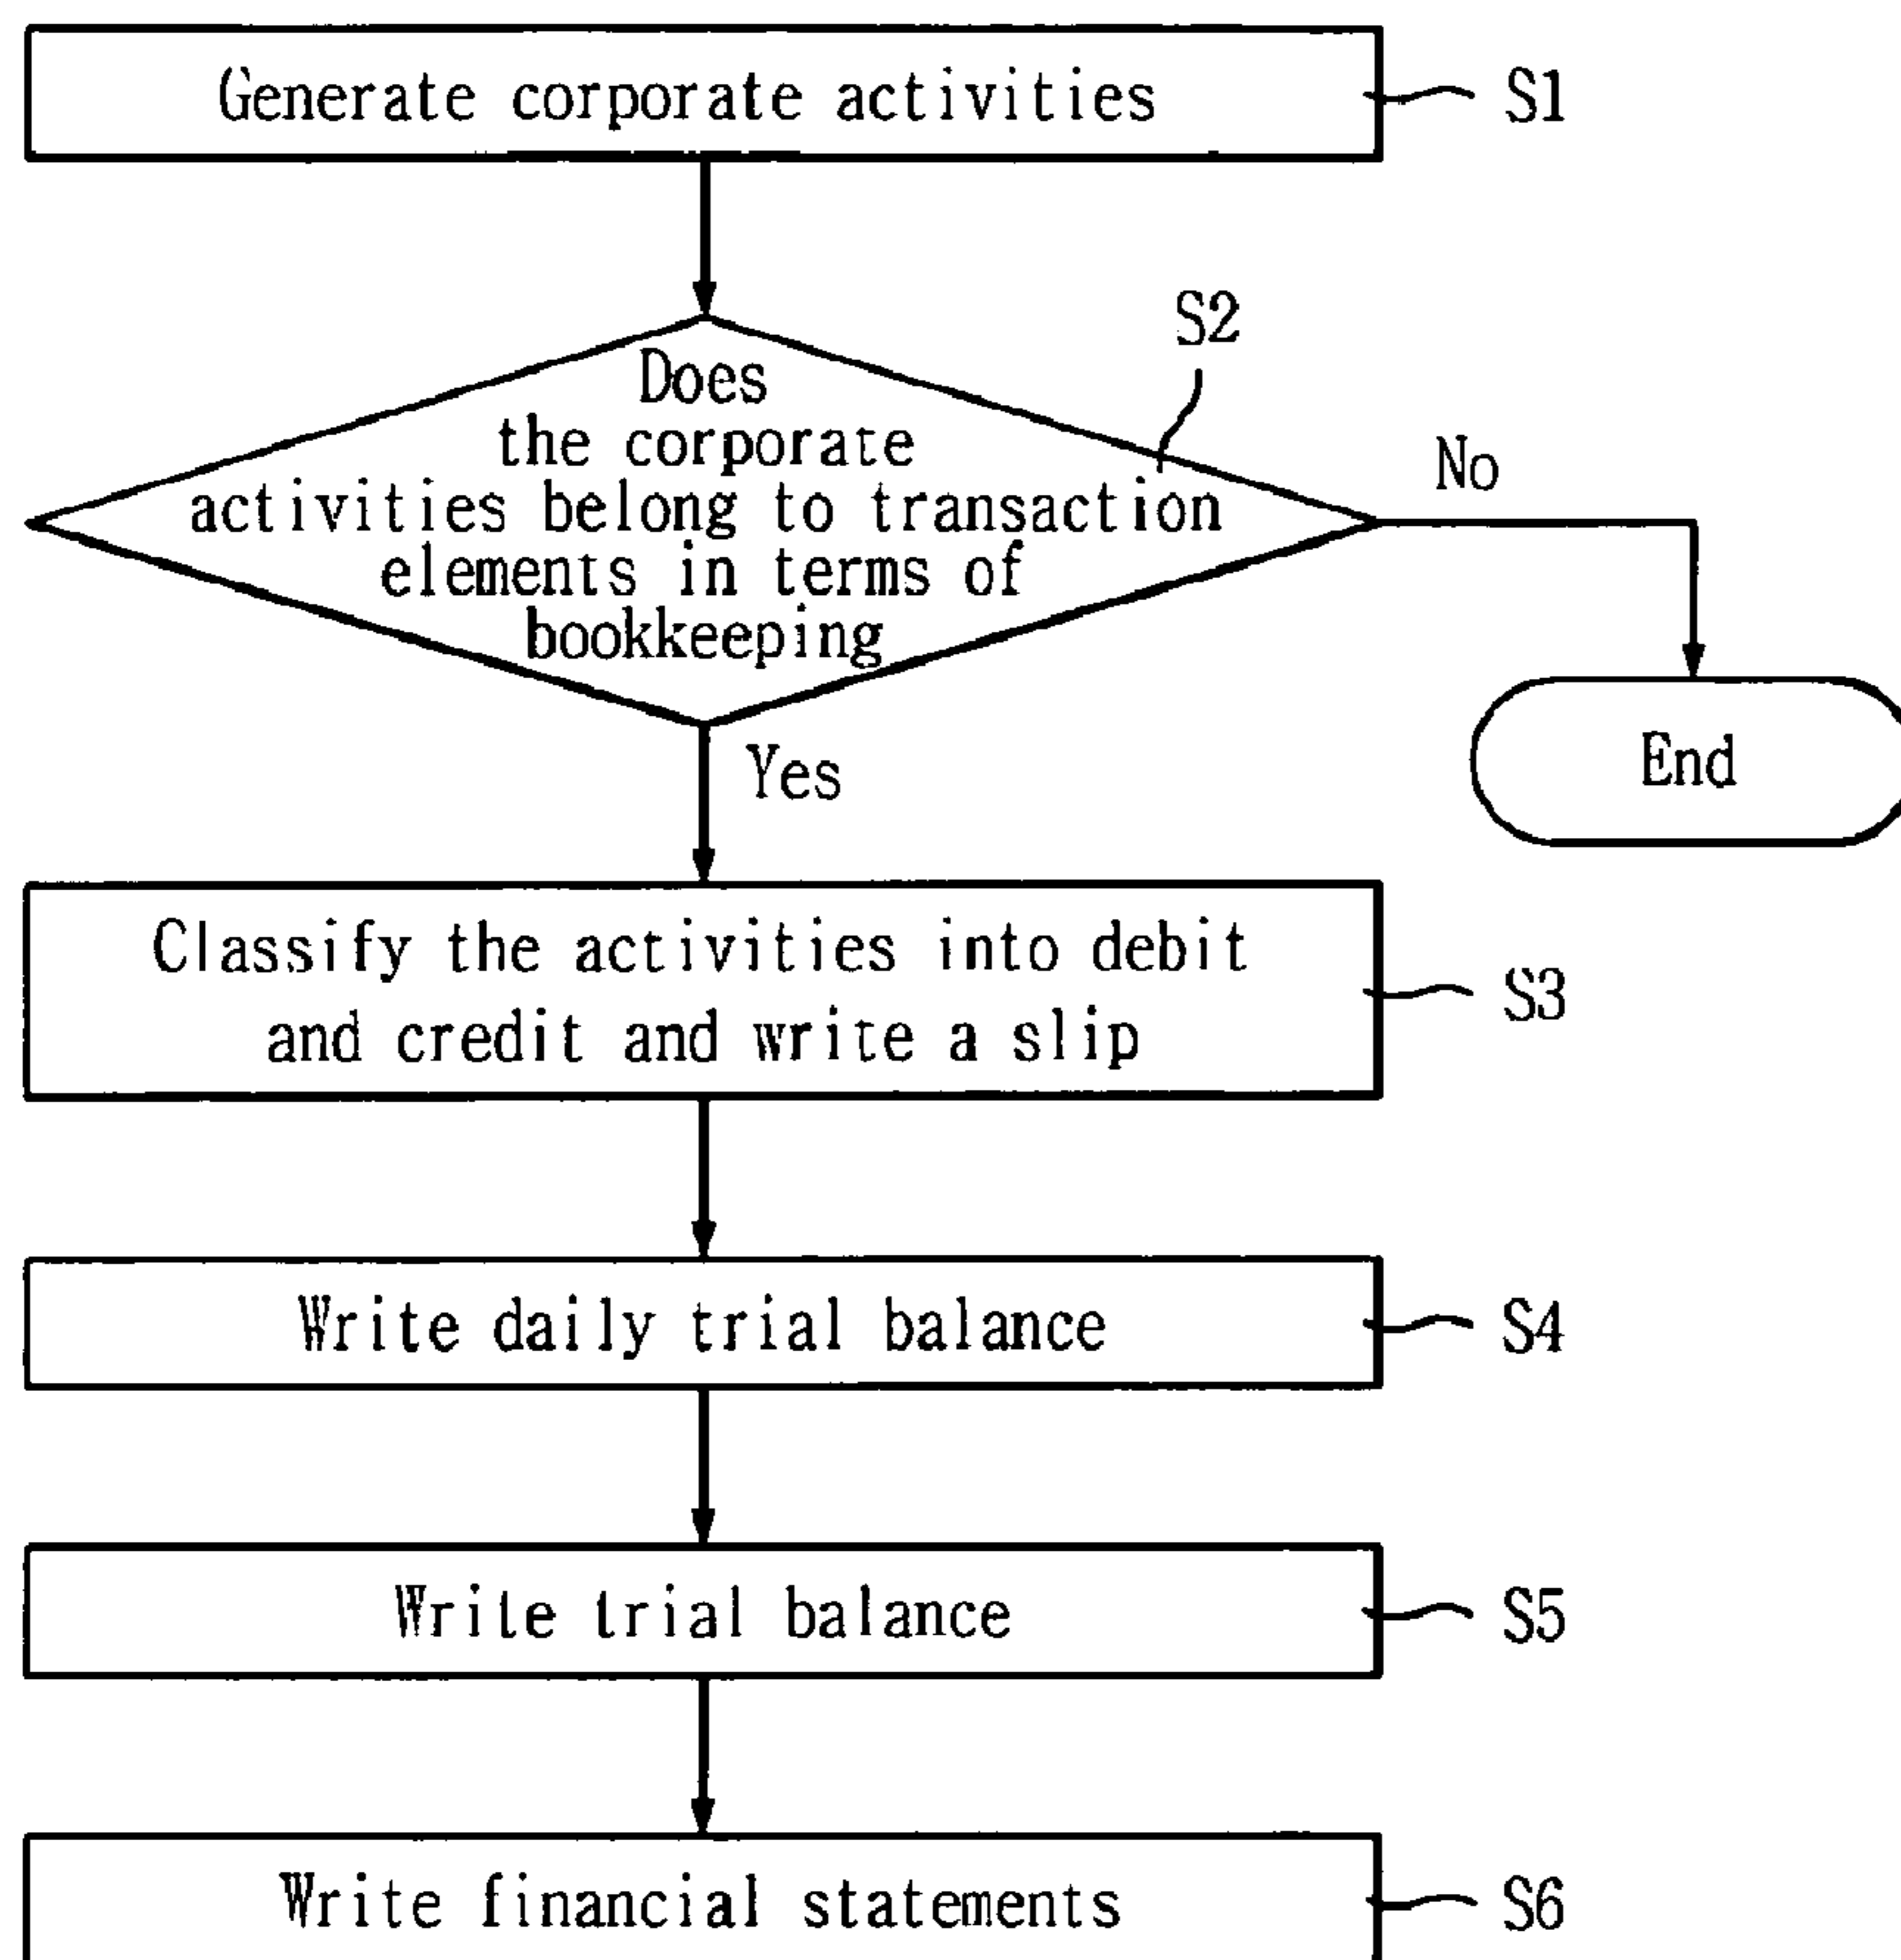 Generate corporate activities
S1
S2
Does
the corporate
activities belong to transaction
elements in terms of
bookkeeping
No
End
Yes
Classify the activities into debit
and credit and write a slip
S3
Write daily trial balance
S4
Write trial balance
S5
Write financial statements
S6